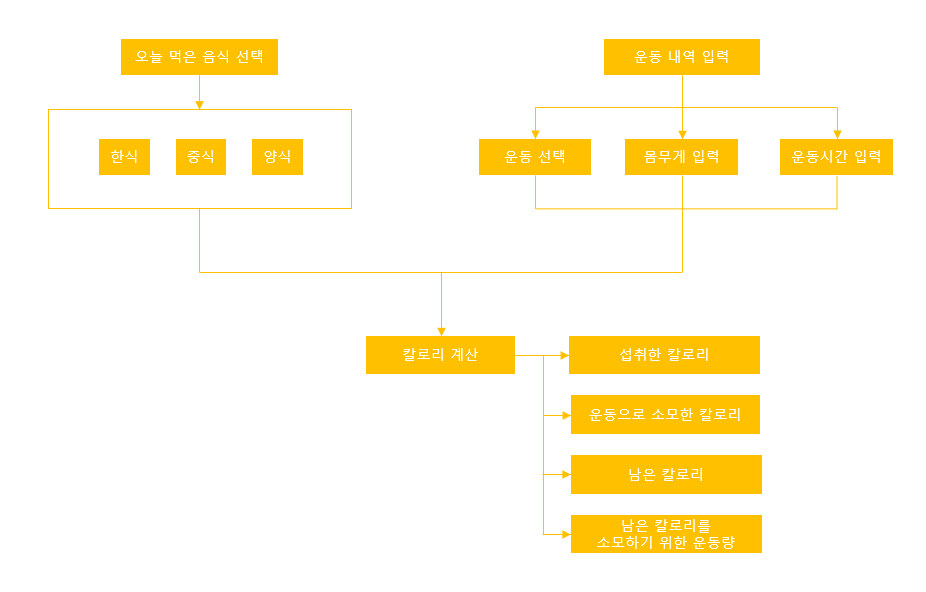 오늘 먹은 음식 선택
운동 내역 입력
한식
중식
양식
운동 선택
몸무게 입력
운동시간 입력
칼로리 계산
섭취한 칼로리
운동으로 소모한 칼로리
남은 칼로리
남은 칼로리를
소모하기 위한 운동량